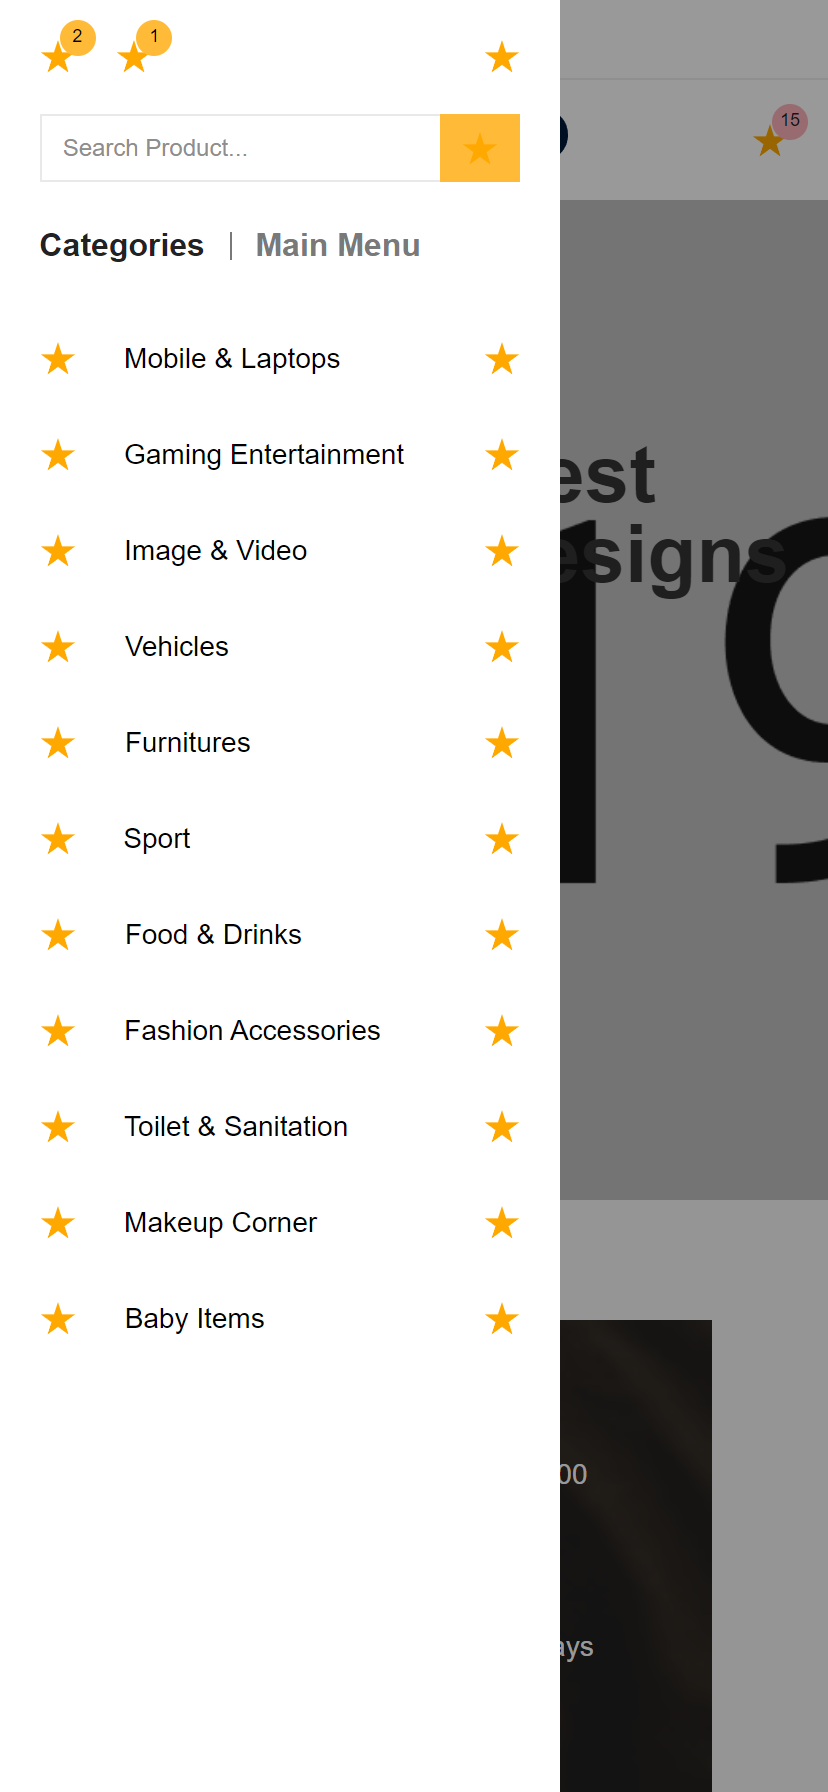 2 1
15
Search Product...
Categories | Main Menu
Mobile & Laptops
Gaming Entertainment
Image & Video
Vehicles
Furnitures
Sport
Food & Drinks
Fashion Accessories
Toilet & Sanitation
Makeup Corner
Baby Items
est
esigns
19
00
ays